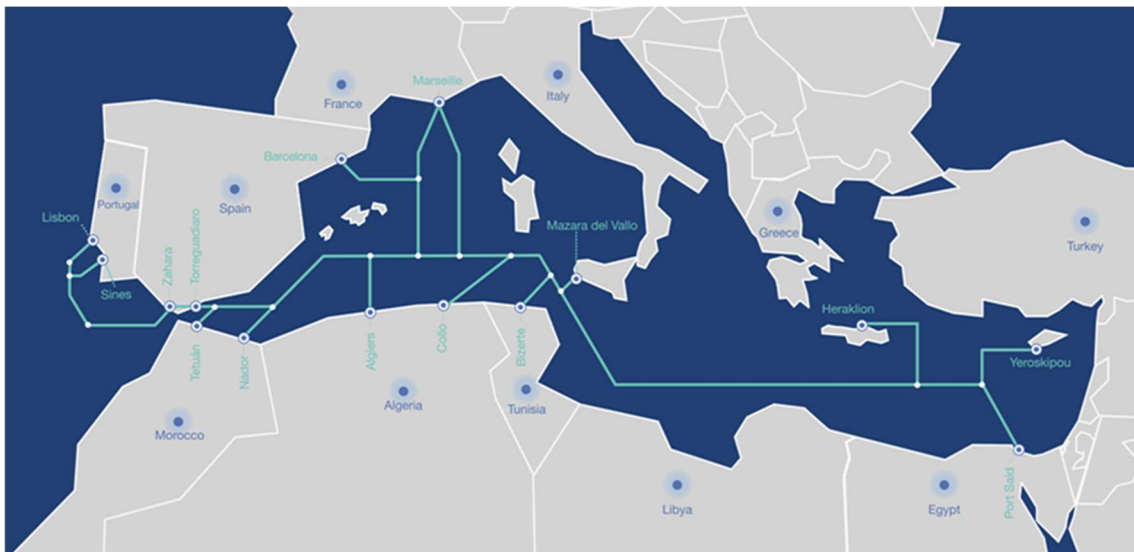 Marseille
France
Italy
Barcelona
Portugal
Spain
Lisbon
Zahara
Torreguadiaro
Mazara del Vallo
Greece
Turkey
Sines
Heraklion
Yeroskipou
Tetuán
Nador
Algiers
Collo
Bizerte
Algeria
Tunisia
Morocco
Libya
Egypt
Port Said